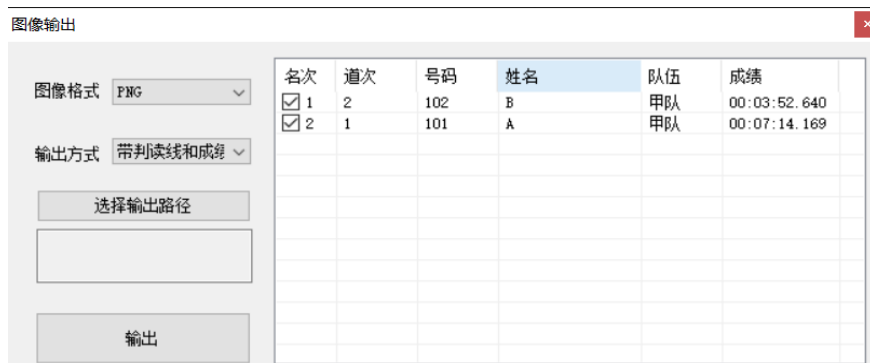 图像输出
图像格式 PNG
输出方式 带判读线和成绩
选择输出路径
输出
名次 道次 号码 姓名 队伍 成绩
1 2 102 B 甲队 00:03:52.640
2 1 101 A 甲队 00:07:14.169